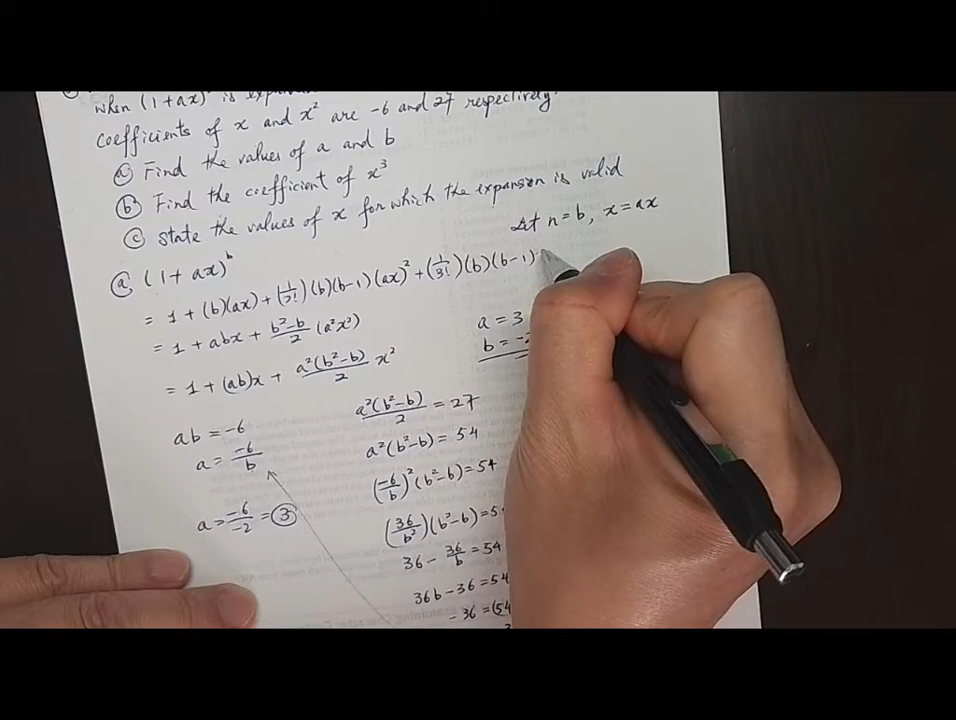 when (1+ax)
coefficients of x and x² are -6 and 27 respectively.
ⓐ Find the values of a and b
ⓑ Find the coefficient of x³
ⓒ state the values of x for which the expansion is valid
Let n=b, x=ax
ⓐ (1+ax)^b
= 1+(b)(ax)+(1/2!)(b)(b-1)(ax)²+(1/3!)(b)(b-1)
= 1+abx+(b²-b)/2 (a²x²)
= 1+(ab)x+ a²(b²-b)/2 x²
a=3
b=-2
ab=-6
a=-6/b
a=-6/-2=③
a²(b²-b)/2=27
a²(b²-b)=54
(-6/b)²(b²-b)=54
(36/b²)(b²-b)=5
36-36/b=54
36b-36=54
-36=(54